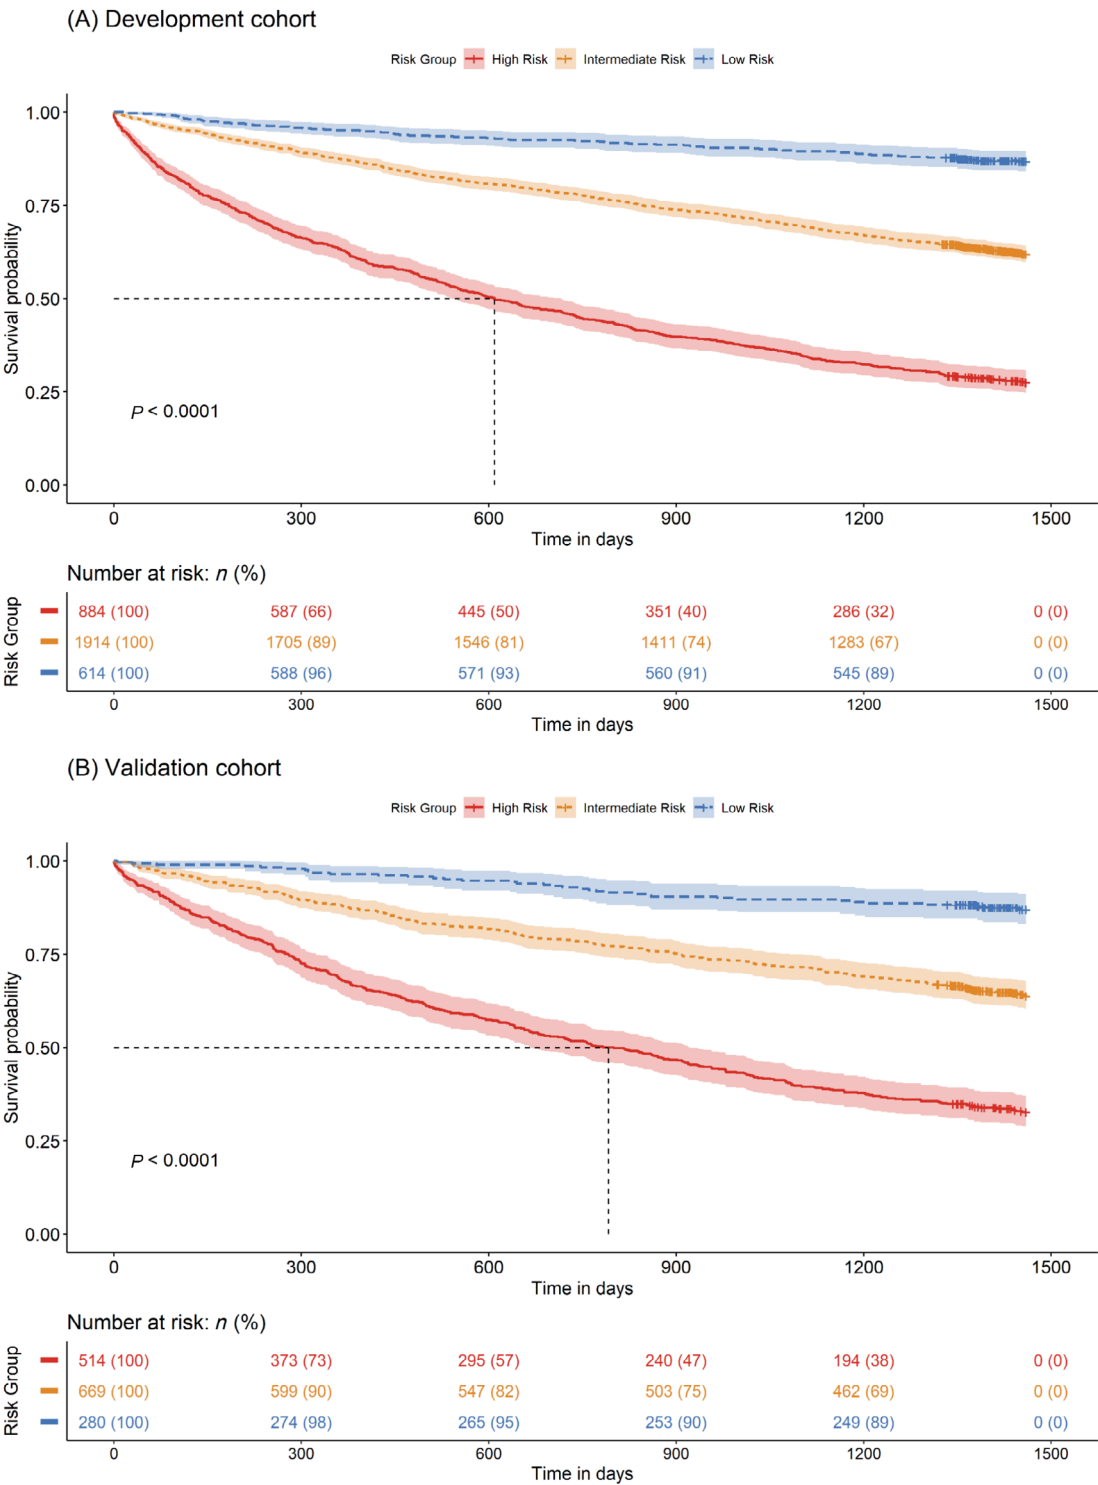 (A) Development cohort
Risk Group High Risk Intermediate Risk Low Risk
Survival probability
1.00
0.75
0.50
0.25
0.00
P < 0.0001
0 300 600 900 1200 1500
Time in days
Number at risk: n (%)
Risk Group
884 (100) 587 (66) 445 (50) 351 (40) 286 (32) 0 (0)
1914 (100) 1705 (89) 1546 (81) 1411 (74) 1283 (67) 0 (0)
614 (100) 588 (96) 571 (93) 560 (91) 545 (89) 0 (0)
0 300 600 900 1200 1500
Time in days
(B) Validation cohort
Risk Group High Risk Intermediate Risk Low Risk
Survival probability
1.00
0.75
0.50
0.25
0.00
P < 0.0001
0 300 600 900 1200 1500
Time in days
Number at risk: n (%)
Risk Group
514 (100) 373 (73) 295 (57) 240 (47) 194 (38) 0 (0)
669 (100) 599 (90) 547 (82) 503 (75) 462 (69) 0 (0)
280 (100) 274 (98) 265 (95) 253 (90) 249 (89) 0 (0)
0 300 600 900 1200 1500
Time in days